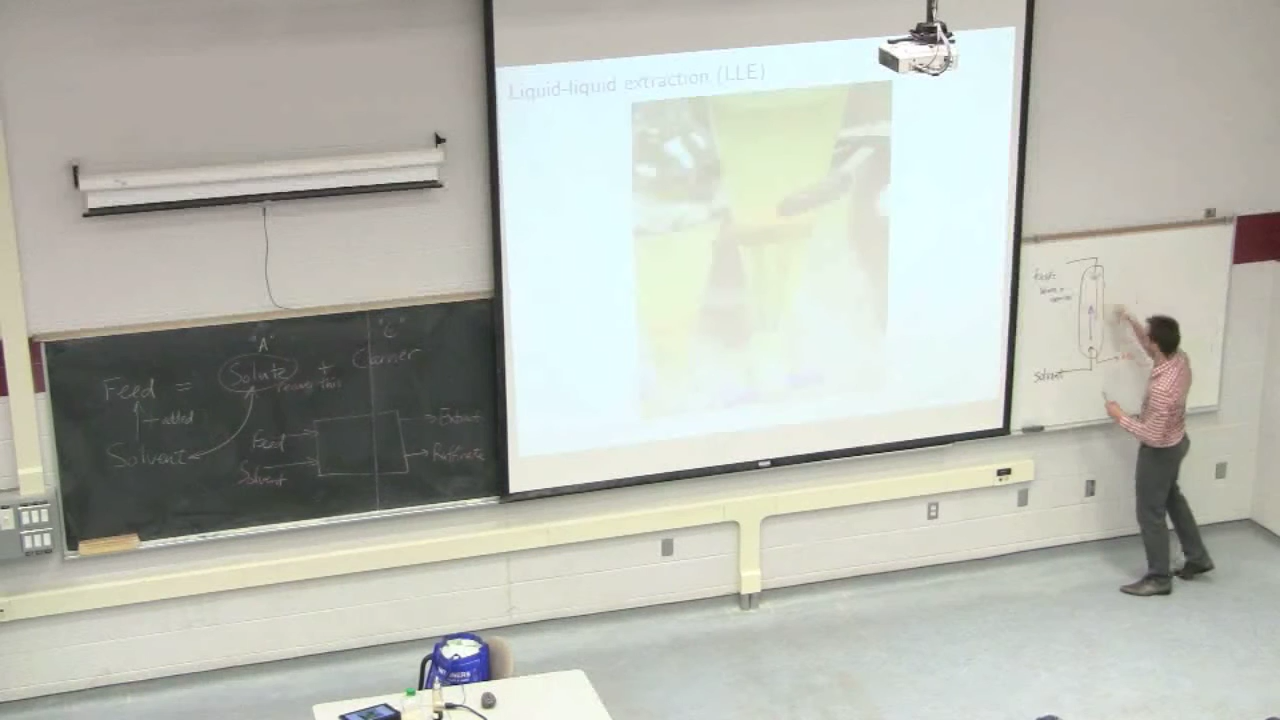 Liquid-liquid extraction (LLE)
"A" "C"
Feed = Solute + Carrier
recover this
added
Solvent
Feed
Solvent
Extract
Raffinate
feed:
Solvent